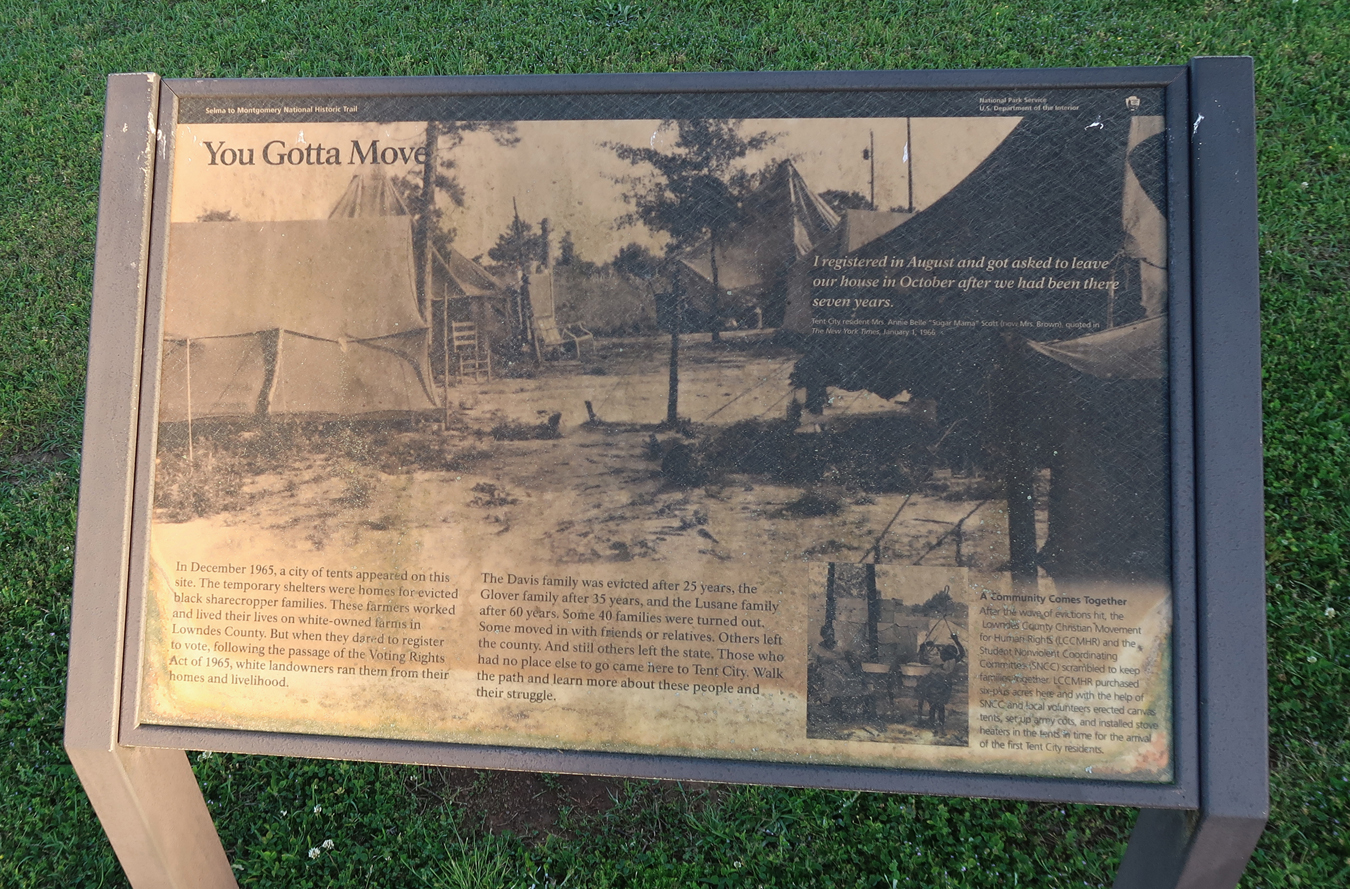 Selma to Montgomery National Historic Trail
National Park Service
U.S. Department of the Interior
You Gotta Move
I registered in August and got asked to leave
our house in October after we had been there
seven years.
Tent City resident Mrs. Annie Belle "Sugar Mama" Scott (now Mrs. Brown), quoted in
The New York Times, January 1, 1966
In December 1965, a city of tents appeared on this
site. The temporary shelters were homes for evicted
black sharecropper families. These farmers worked
and lived their lives on white-owned farms in
Lowndes County. But when they dared to register
to vote, following the passage of the Voting Rights
Act of 1965, white landowners ran them from their
homes and livelihood.
The Davis family was evicted after 25 years, the
Glover family after 35 years, and the Lusane family
after 60 years. Some 40 families were turned out.
Some moved in with friends or relatives. Others left
the county. And still others left the state. Those who
had no place else to go came here to Tent City. Walk
the path and learn more about these people and
their struggle.
A Community Comes Together
After the wave of evictions hit, the
Lowndes County Christian Movement
for Human Rights (LCCMHR) and the
Student Nonviolent Coordinating
Committee (SNCC) scrambled to keep
families together. LCCMHR purchased
six-plus acres here and with the help of
SNCC and local volunteers erected canvas
tents, set up army cots, and installed stove
heaters in the tents in time for the arrival
of the first Tent City residents.